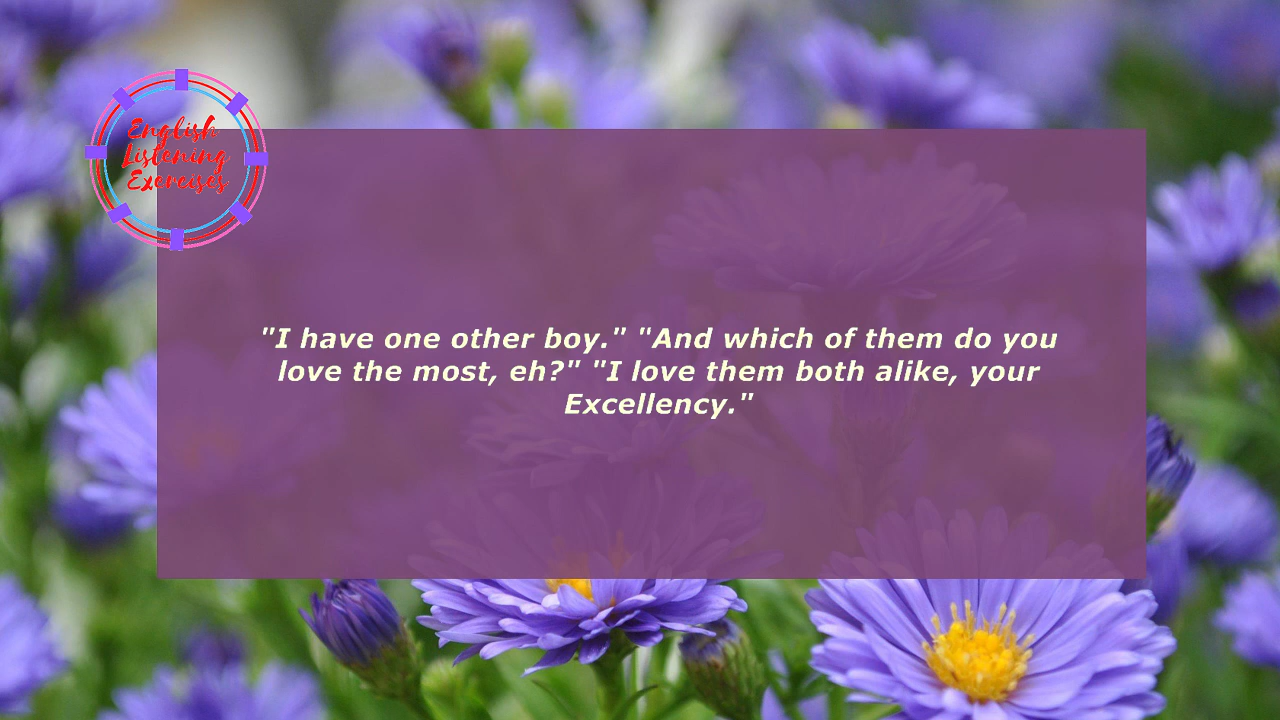 English
Listening
Exercises
"I have one other boy." "And which of them do you
love the most, eh?" "I love them both alike, your
Excellency."